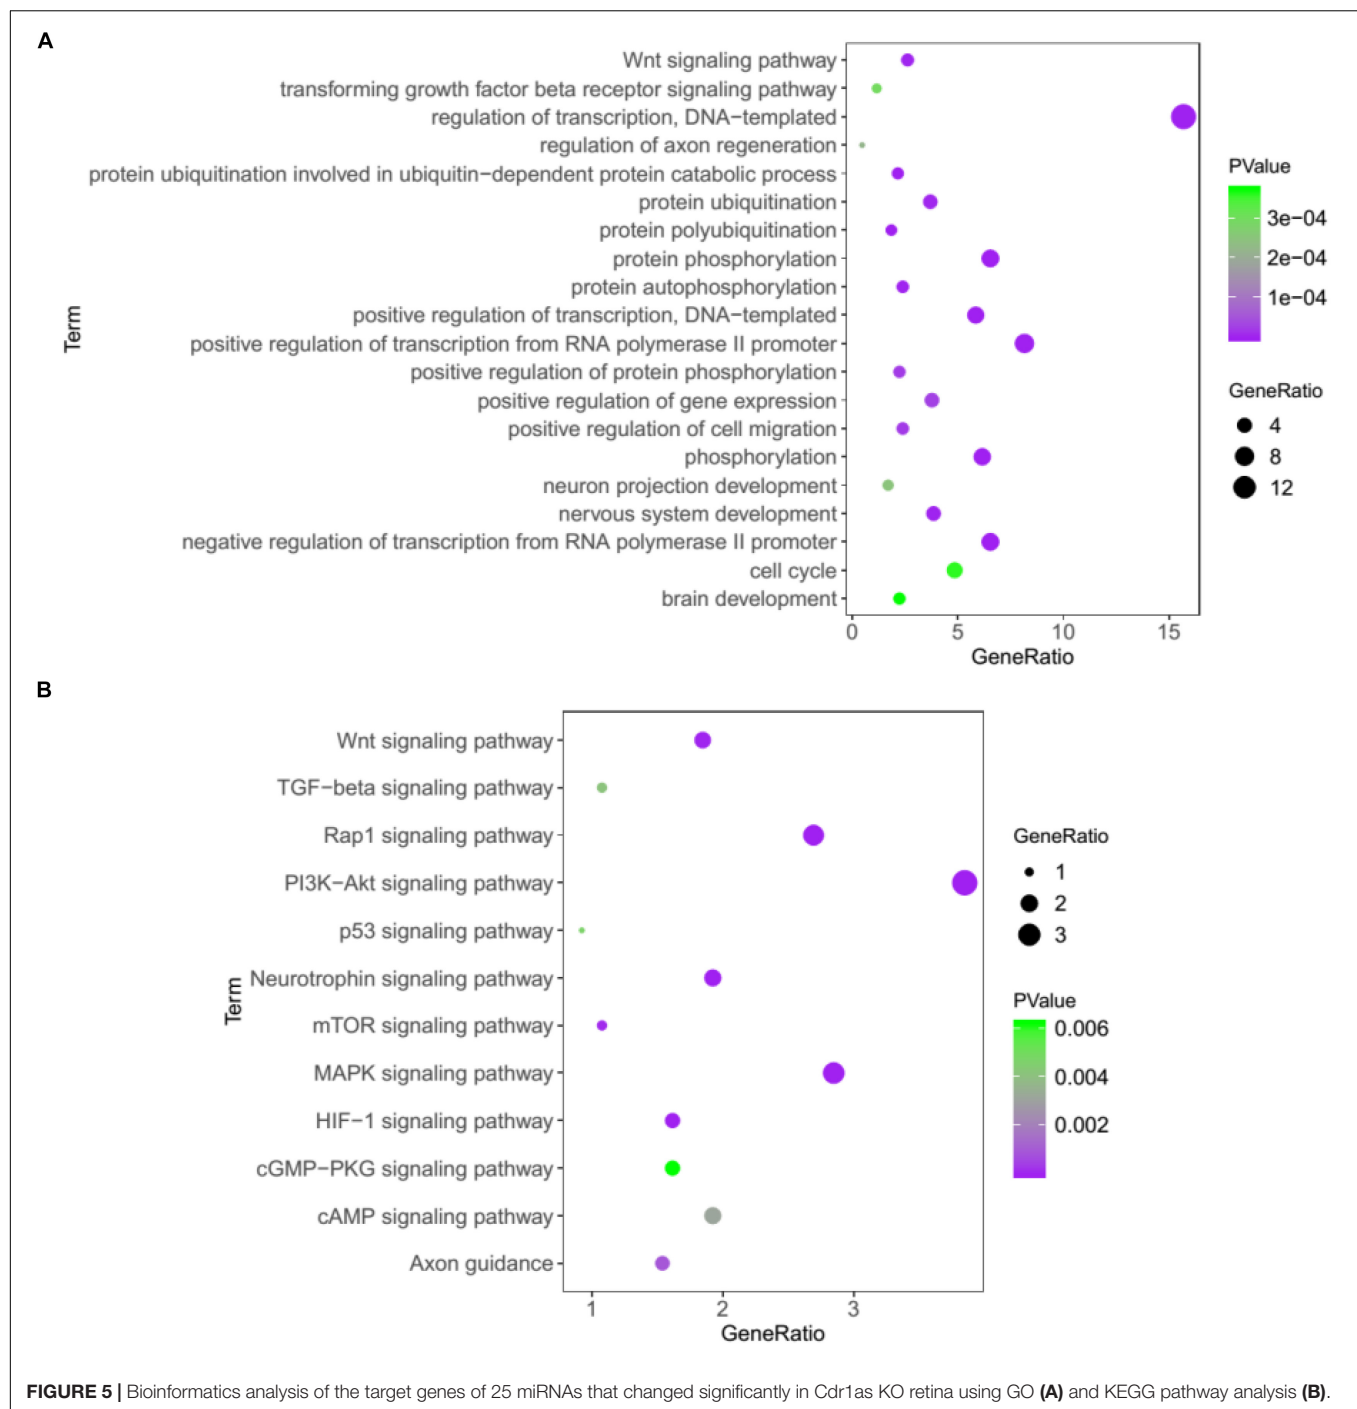 A
Wnt signaling pathway
transforming growth factor beta receptor signaling pathway
regulation of transcription, DNA−templated
regulation of axon regeneration
protein ubiquitination involved in ubiquitin−dependent protein catabolic process
protein ubiquitination
protein polyubiquitination
protein phosphorylation
protein autophosphorylation
positive regulation of transcription, DNA−templated
positive regulation of transcription from RNA polymerase II promoter
positive regulation of protein phosphorylation
positive regulation of gene expression
positive regulation of cell migration
phosphorylation
neuron projection development
nervous system development
negative regulation of transcription from RNA polymerase II promoter
cell cycle
brain development
Term
0 5 10 15
GeneRatio
PValue
3e−04
2e−04
1e−04
GeneRatio
4
8
12
B
Wnt signaling pathway
TGF−beta signaling pathway
Rap1 signaling pathway
PI3K−Akt signaling pathway
p53 signaling pathway
Neurotrophin signaling pathway
mTOR signaling pathway
MAPK signaling pathway
HIF−1 signaling pathway
cGMP−PKG signaling pathway
cAMP signaling pathway
Axon guidance
Term
1 2 3
GeneRatio
GeneRatio
1
2
3
PValue
0.006
0.004
0.002
FIGURE 5 | Bioinformatics analysis of the target genes of 25 miRNAs that changed significantly in Cdr1as KO retina using GO (A) and KEGG pathway analysis (B).